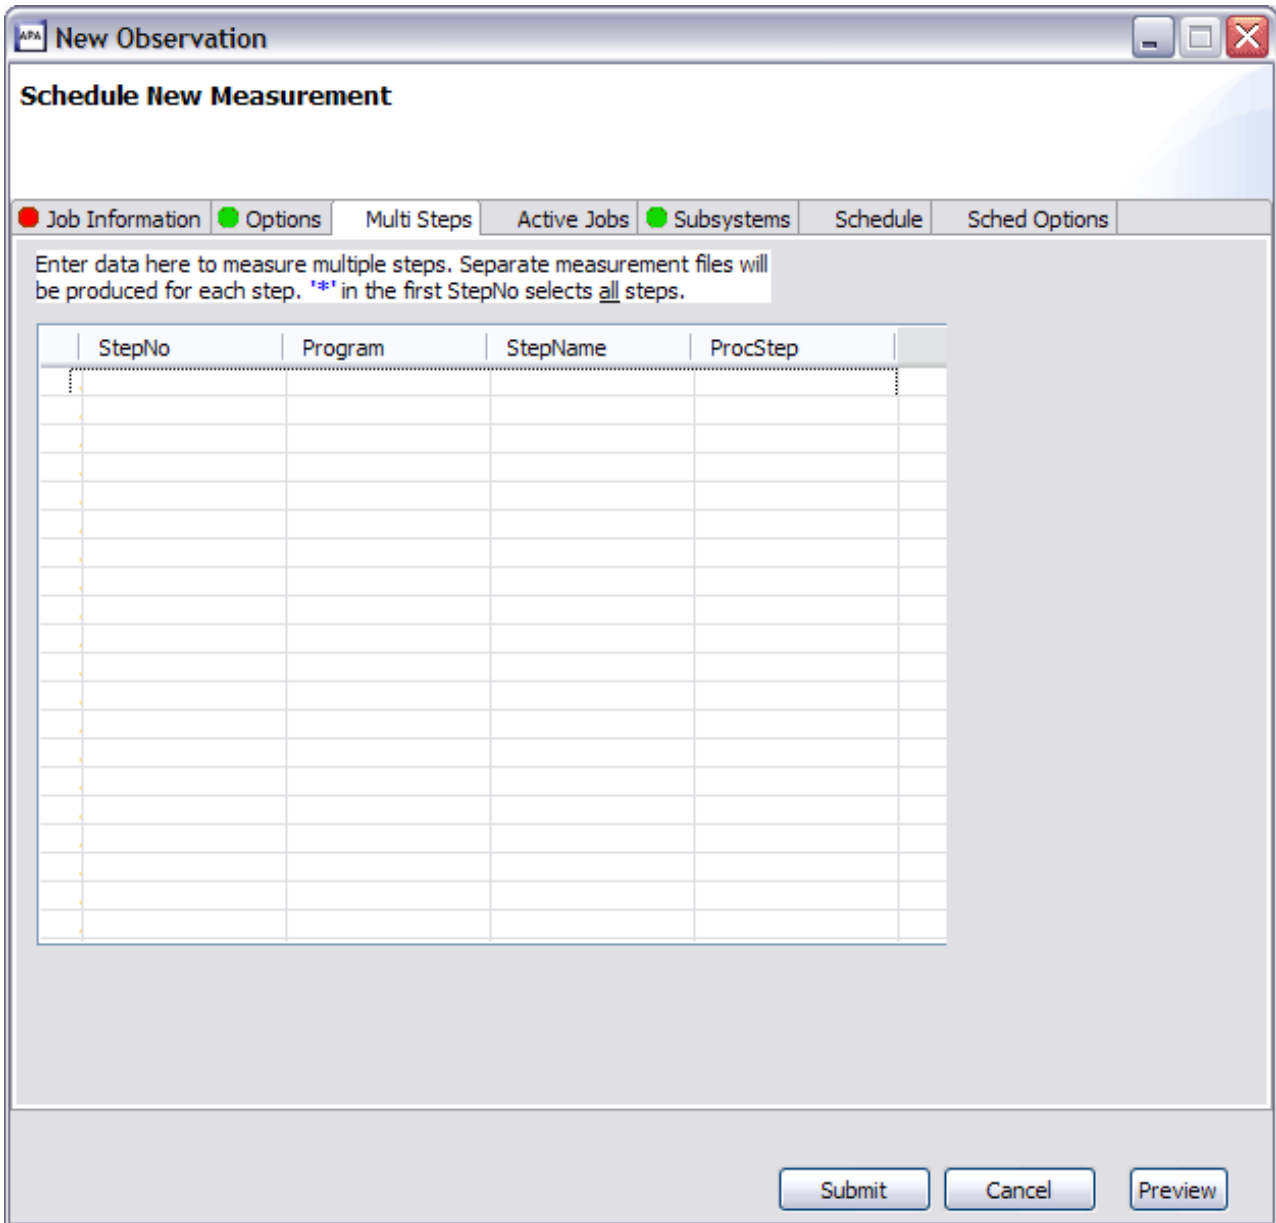 APA New Observation
Schedule New Measurement
Job Information Options Multi Steps Active Jobs Subsystems Schedule Sched Options
Enter data here to measure multiple steps. Separate measurement files will
be produced for each step. '*' in the first StepNo selects all steps.
StepNo Program StepName ProcStep
Submit Cancel Preview